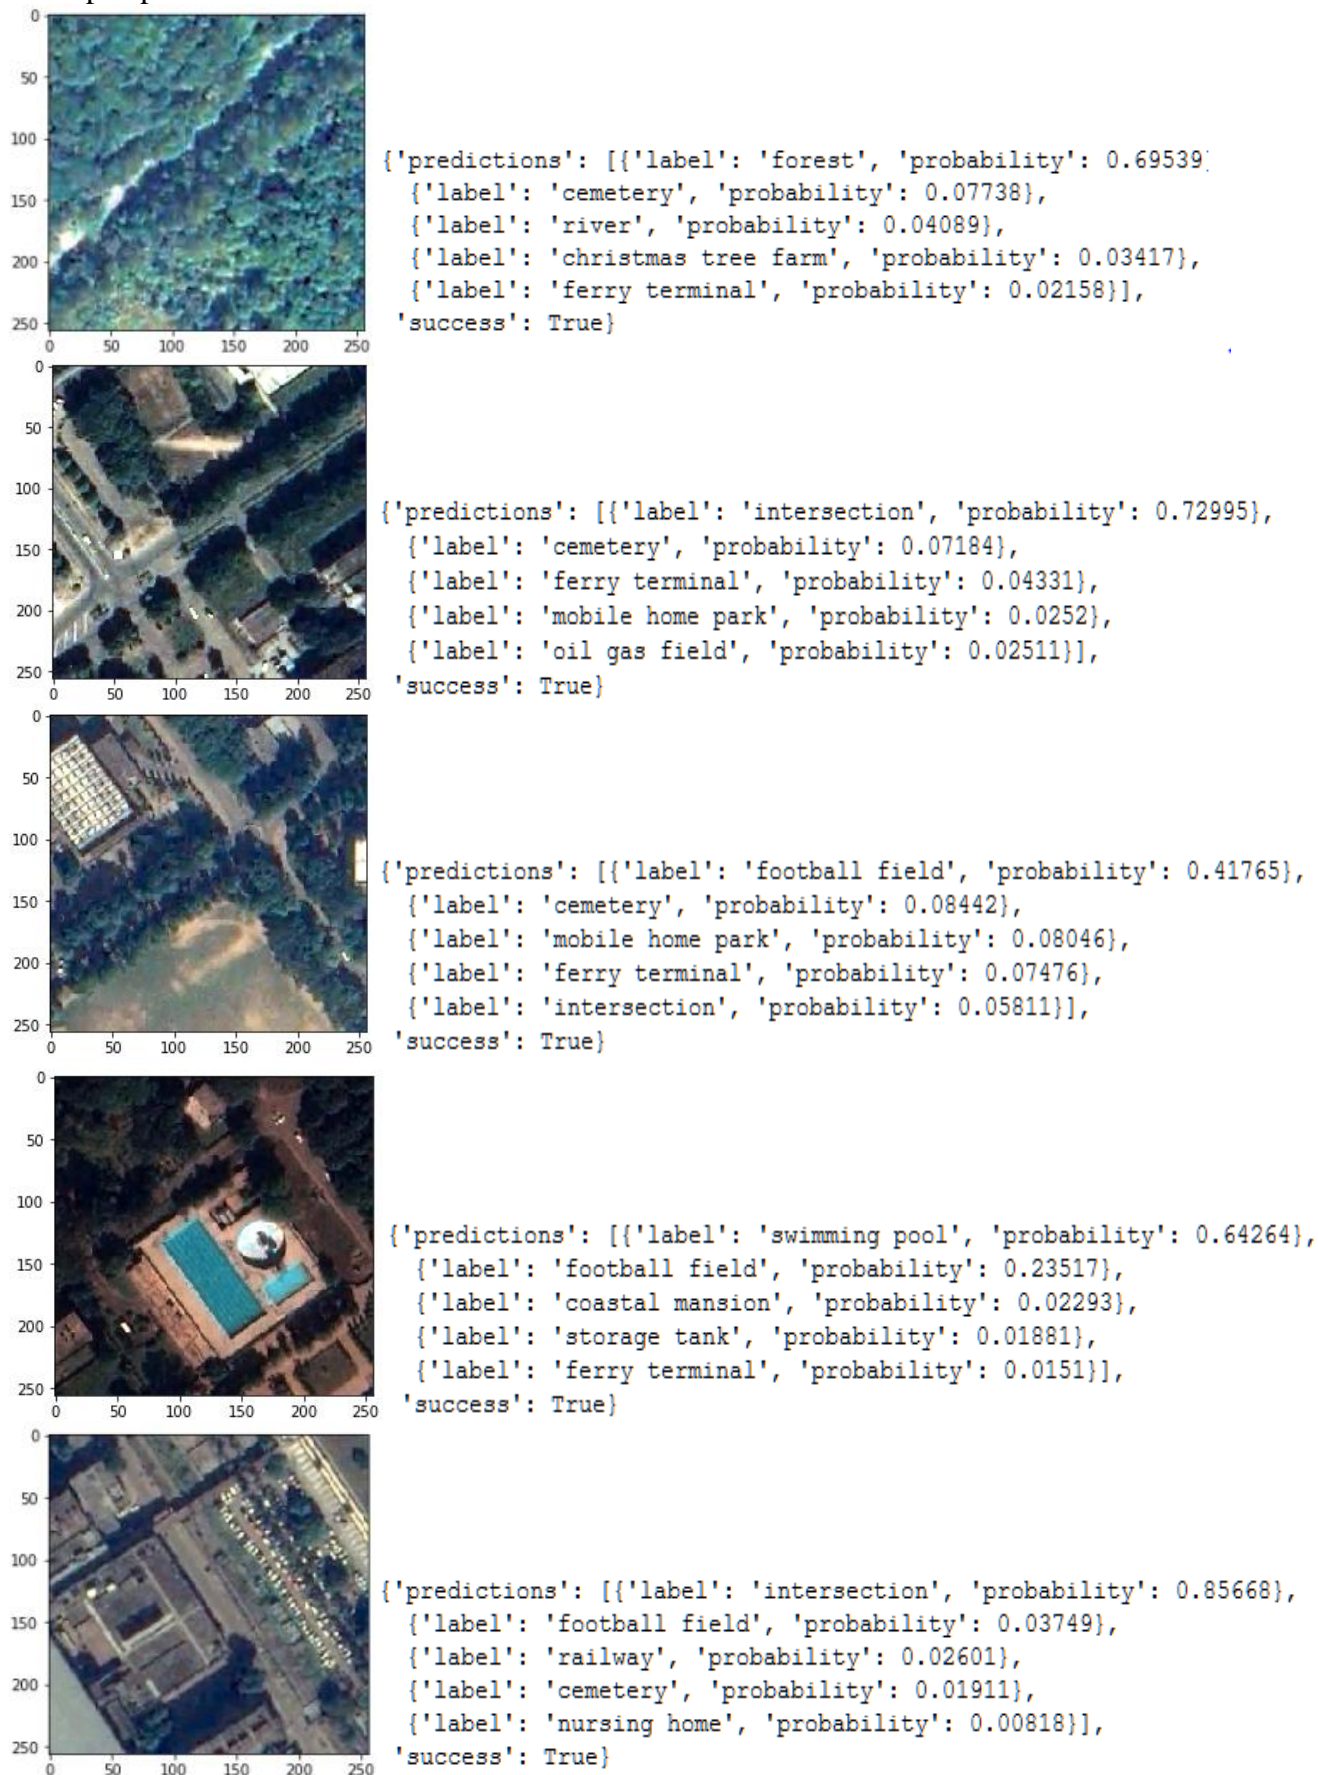 0
50
100
150
200
250
0 50 100 150 200 250
{'predictions': [{'label': 'forest', 'probability': 0.69539}
{'label': 'cemetery', 'probability': 0.07738},
{'label': 'river', 'probability': 0.04089},
{'label': 'christmas tree farm', 'probability': 0.03417},
{'label': 'ferry terminal', 'probability': 0.02158}],
'success': True}
0
50
100
150
200
250
0 50 100 150 200 250
{'predictions': [{'label': 'intersection', 'probability': 0.72995},
{'label': 'cemetery', 'probability': 0.07184},
{'label': 'ferry terminal', 'probability': 0.04331},
{'label': 'mobile home park', 'probability': 0.0252},
{'label': 'oil gas field', 'probability': 0.02511}],
'success': True}
0
50
100
150
200
250
0 50 100 150 200 250
{'predictions': [{'label': 'football field', 'probability': 0.41765},
{'label': 'cemetery', 'probability': 0.08442},
{'label': 'mobile home park', 'probability': 0.08046},
{'label': 'ferry terminal', 'probability': 0.07476},
{'label': 'intersection', 'probability': 0.05811}],
'success': True}
0
50
100
150
200
250
0 50 100 150 200 250
{'predictions': [{'label': 'swimming pool', 'probability': 0.64264},
{'label': 'football field', 'probability': 0.23517},
{'label': 'coastal mansion', 'probability': 0.02293},
{'label': 'storage tank', 'probability': 0.01881},
{'label': 'ferry terminal', 'probability': 0.0151}],
'success': True}
0
50
100
150
200
250
0 50 100 150 200 250
{'predictions': [{'label': 'intersection', 'probability': 0.85668},
{'label': 'football field', 'probability': 0.03749},
{'label': 'railway', 'probability': 0.02601},
{'label': 'cemetery', 'probability': 0.01911},
{'label': 'nursing home', 'probability': 0.00818}],
'success': True}